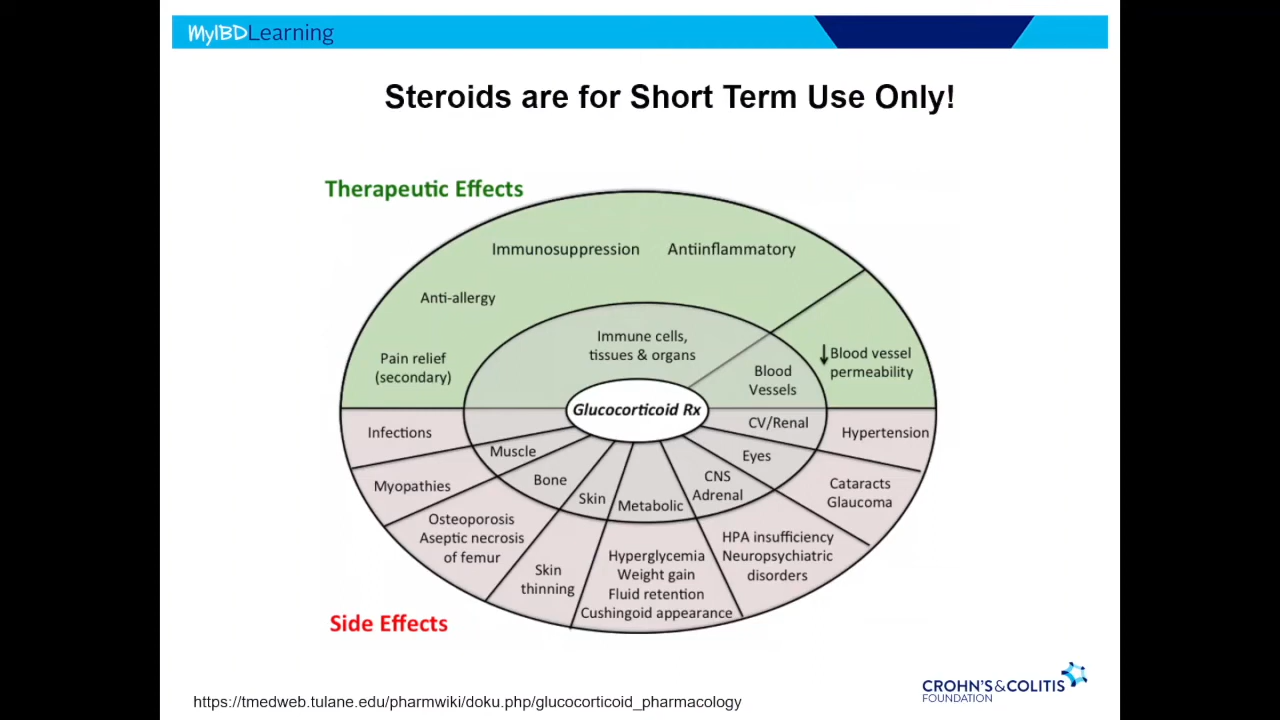 MyIBDLearning
Steroids are for Short Term Use Only!
Therapeutic Effects
Immunosuppression
Antiinflammatory
Anti-allergy
Pain relief
(secondary)
Immune cells,
tissues & organs
Blood
Vessels
↓Blood vessel
permeability
Glucocorticoid Rx
Infections
CV/Renal
Hypertension
Muscle
Myopathies
Eyes
Cataracts
Glaucoma
Bone
Osteoporosis
Aseptic necrosis
of femur
Skin
Skin
thinning
Metabolic
Hyperglycemia
Weight gain
Fluid retention
Cushingoid appearance
CNS
Adrenal
HPA insufficiency
Neuropsychiatric
disorders
Side Effects
https://tmedweb.tulane.edu/pharmwiki/doku.php/glucocorticoid_pharmacology
CROHN'S & COLITIS
FOUNDATION